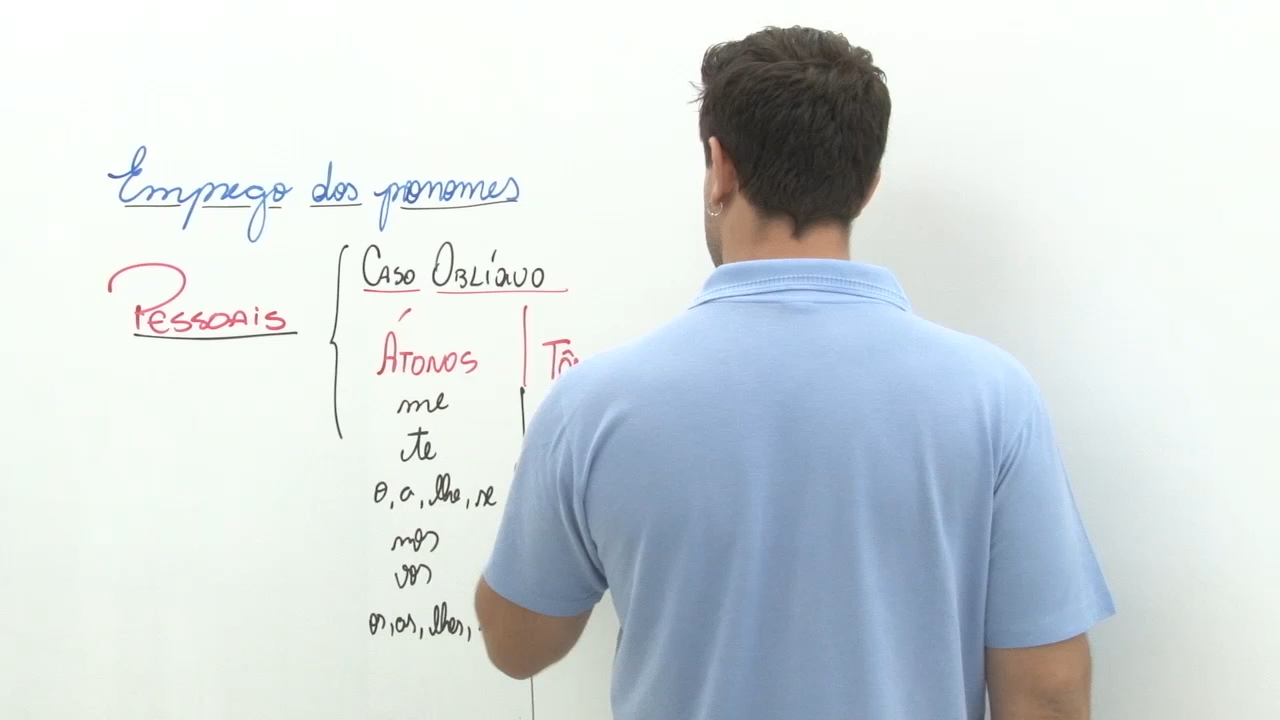 Emprego dos pronomes
Pessoais
Caso Oblíquo
Átonos
me
te
o, a, lhe, se
nos
vos
os, as, lhes,